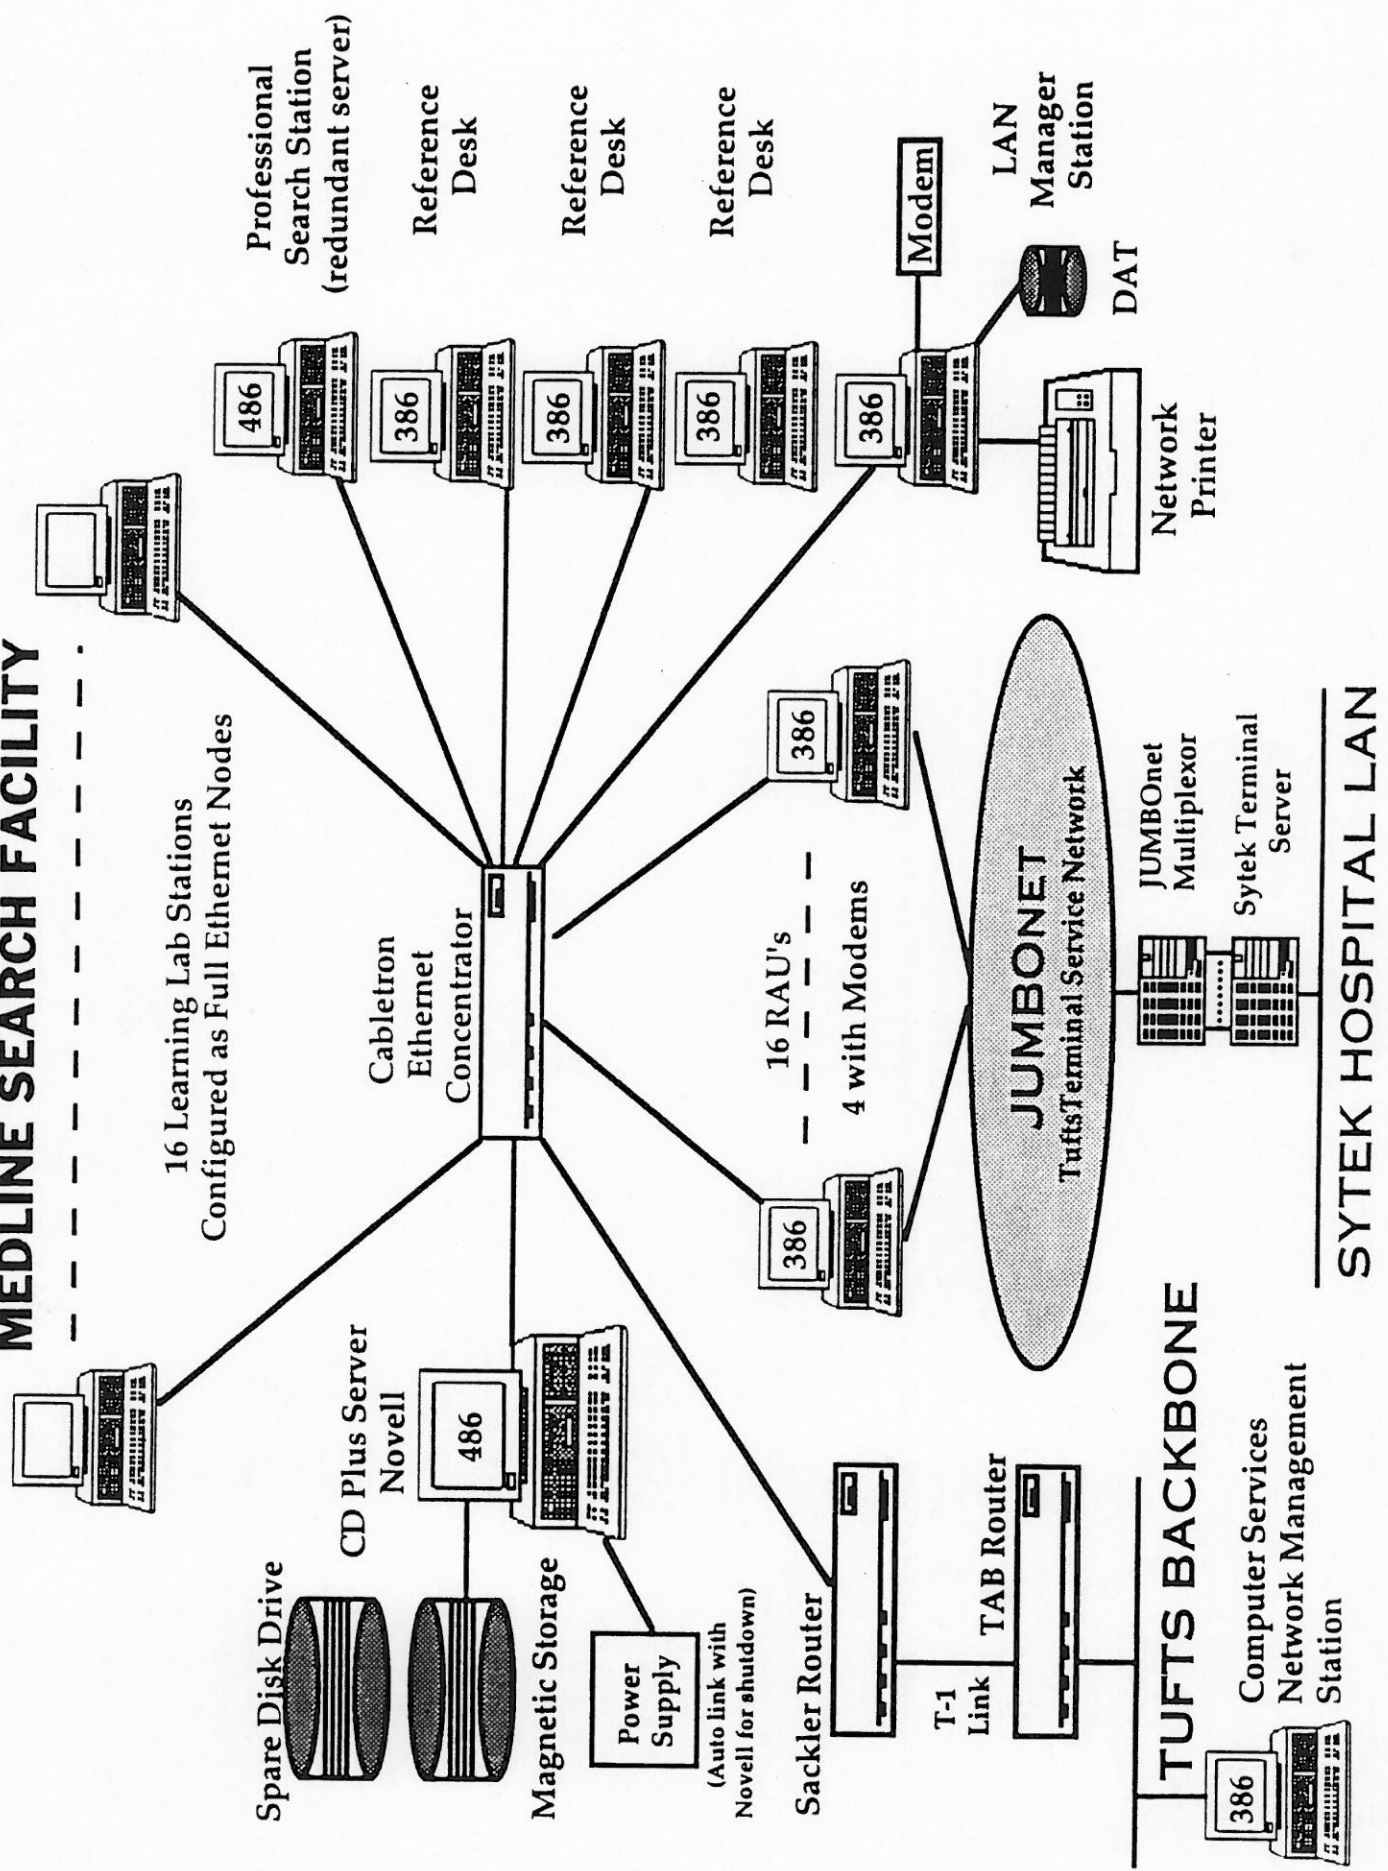 MEDLINE SEARCH FACILITY
16 Learning Lab Stations
Configured as Full Ethernet Nodes
Professional
Search Station
(redundant server)
486
Reference
Desk
386
Reference
Desk
386
Reference
Desk
386
Cabletron
Ethernet
Concentrator
CD Plus Server
Novell
486
Spare Disk Drive
Magnetic Storage
Power
Supply
(Auto link with
Novell for shutdown)
386
Modem
LAN
Manager
Station
DAT
Network
Printer
16 RAU's
4 with Modems
386
386
Sackler Router
T-1
Link
TAB Router
JUMBONET
TuftsTerminal Service Network
JUMBOnet
Multiplexor
Sytek Terminal
Server
TUFTS BACKBONE
386
Computer Services
Network Management
Station
SYTEK HOSPITAL LAN